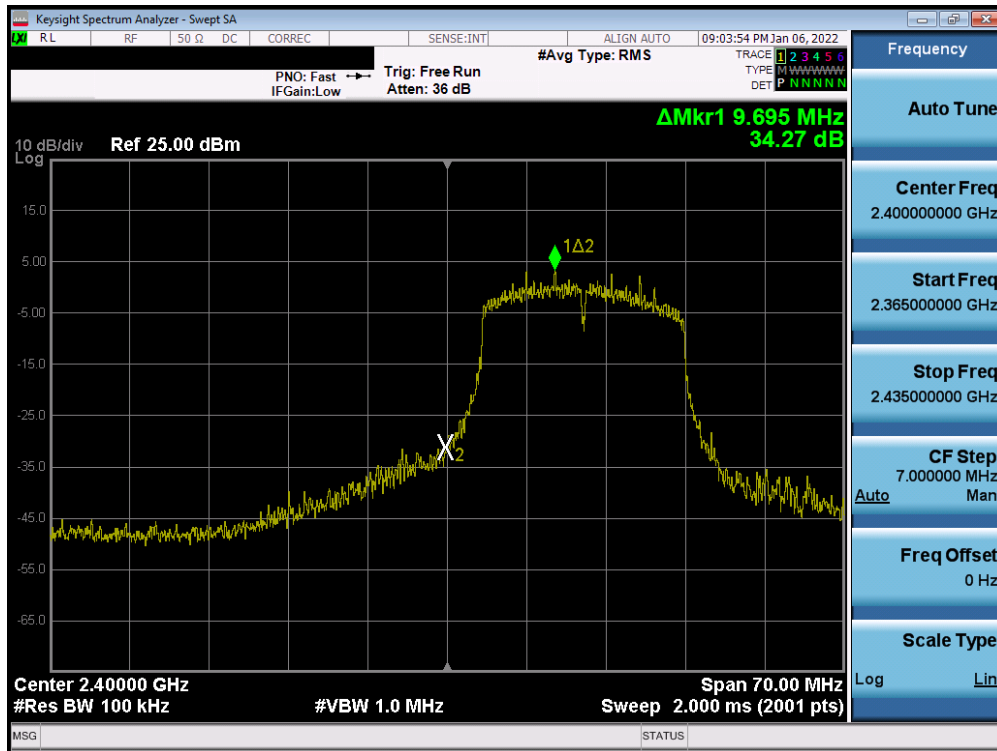 Keysight Spectrum Analyzer - Swept SA
LXI RL RF 50 Ω DC CORREC SENSE:INT ALIGN AUTO 09:03:54 PM Jan 06, 2022
PNO: Fast
IFGain:Low
Trig: Free Run
Atten: 36 dB
#Avg Type: RMS
TRACE 1 2 3 4 5 6
TYPE M WWWWW
DET P N N N N N
ΔMkr1 9.695 MHz
34.27 dB
10 dB/div Ref 25.00 dBm
Log
15.0
5.00
-5.00
-15.0
-25.0
-35.0
-45.0
-55.0
-65.0
1Δ2
X2
Center 2.40000 GHz Span 70.00 MHz
#Res BW 100 kHz #VBW 1.0 MHz Sweep 2.000 ms (2001 pts)
MSG STATUS
Frequency
Auto Tune
Center Freq
2.400000000 GHz
Start Freq
2.365000000 GHz
Stop Freq
2.435000000 GHz
CF Step
7.000000 MHz
Auto Man
Freq Offset
0 Hz
Scale Type
Log Lin